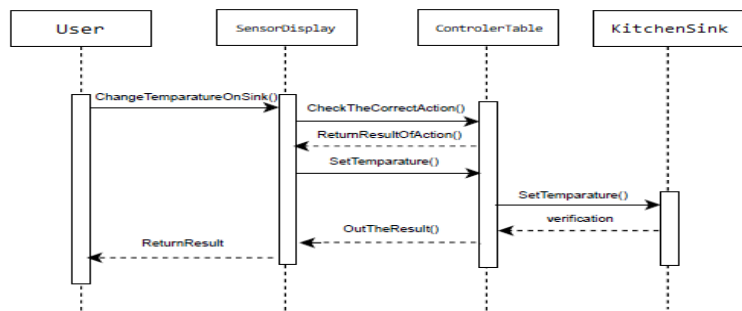 User
SensorDisplay
ControlerTable
KitchenSink
ChangeTemparatureOnSink()
CheckTheCorrectAction()
ReturnResultOfAction()
SetTemparature()
SetTemparature()
verification
OutTheResult()
ReturnResult